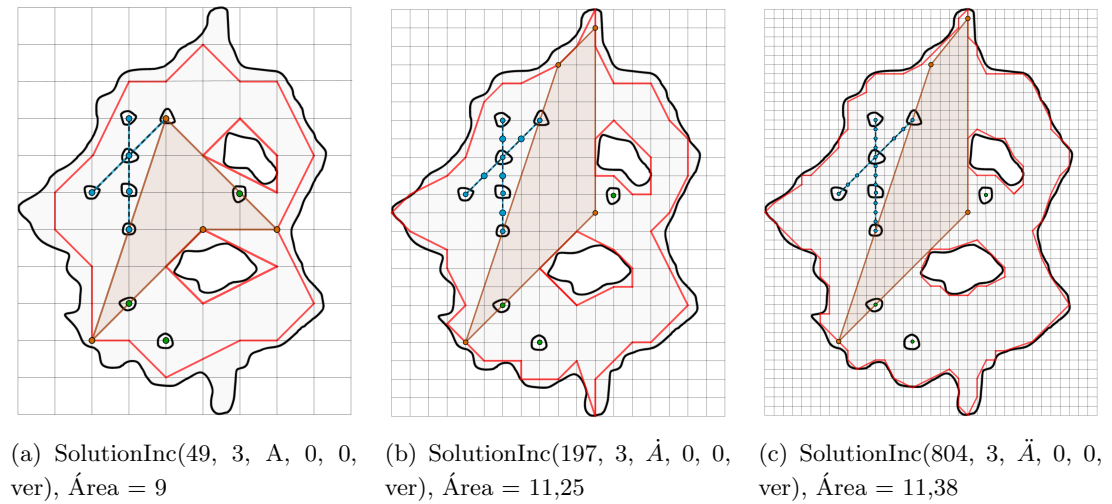 (a) SolutionInc(49, 3, A, 0, 0,
ver), Área = 9
(b) SolutionInc(197, 3, Ȧ, 0, 0,
ver), Área = 11,25
(c) SolutionInc(804, 3, Ä, 0, 0,
ver), Área = 11,38